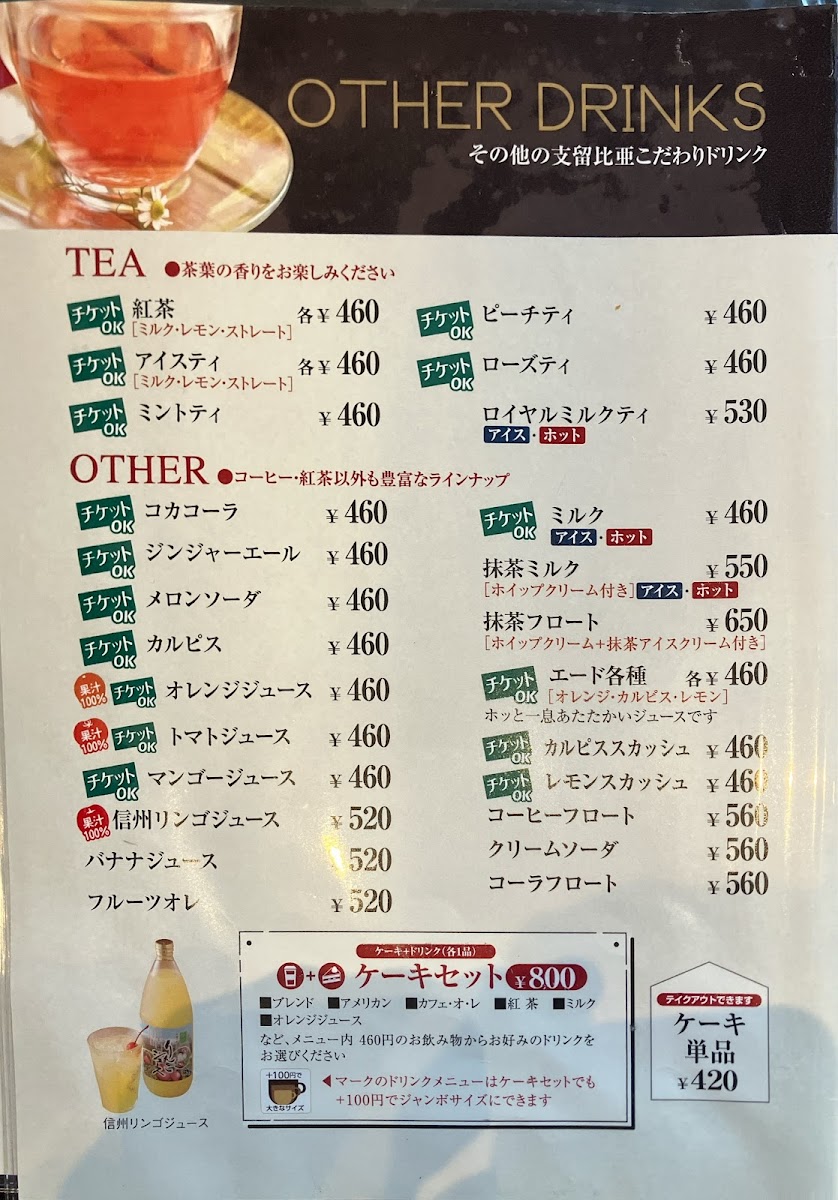 OTHER DRINKS
その他の支留比亜こだわりドリンク
TEA ●茶葉の香りをお楽しみください
チケットOK 紅茶 各¥460
[ミルク・レモン・ストレート]
チケットOK アイスティ 各¥460
[ミルク・レモン・ストレート]
チケットOK ミントティ ¥460
チケットOK ピーチティ ¥460
チケットOK ローズティ ¥460
ロイヤルミルクティ ¥530
アイス・ホット
OTHER ●コーヒー・紅茶以外も豊富なラインナップ
チケットOK コカコーラ ¥460
チケットOK ジンジャーエール ¥460
チケットOK メロンソーダ ¥460
チケットOK カルピス ¥460
果汁100% チケットOK オレンジジュース ¥460
果汁100% チケットOK トマトジュース ¥460
チケットOK マンゴージュース ¥460
果汁100% 信州リンゴジュース ¥520
バナナジュース 520
フルーツオレ ¥520
チケットOK ミルク ¥460
アイス・ホット
抹茶ミルク ¥550
[ホイップクリーム付き] アイス・ホット
抹茶フロート ¥650
[ホイップクリーム+抹茶アイスクリーム付き]
チケットOK エード各種 各¥460
[オレンジ・カルピス・レモン]
ホッと一息あたたかいジュースです
チケットOK カルピススカッシュ ¥460
チケットOK レモンスカッシュ ¥460
コーヒーフロート ¥560
クリームソーダ ¥560
コーラフロート ¥560
信州リンゴジュース
ケーキ+ドリンク(各1品)
+ ケーキセット ¥800
■ブレンド ■アメリカン ■カフェ・オ・レ ■紅茶 ■ミルク
■オレンジジュース
など、メニュー内 460円のお飲み物からお好みのドリンクを
お選びください
+100円で
大きなサイズ
◀マークのドリンクメニューはケーキセットでも
+100円でジャンボサイズにできます
テイクアウトできます
ケーキ
単品
¥420